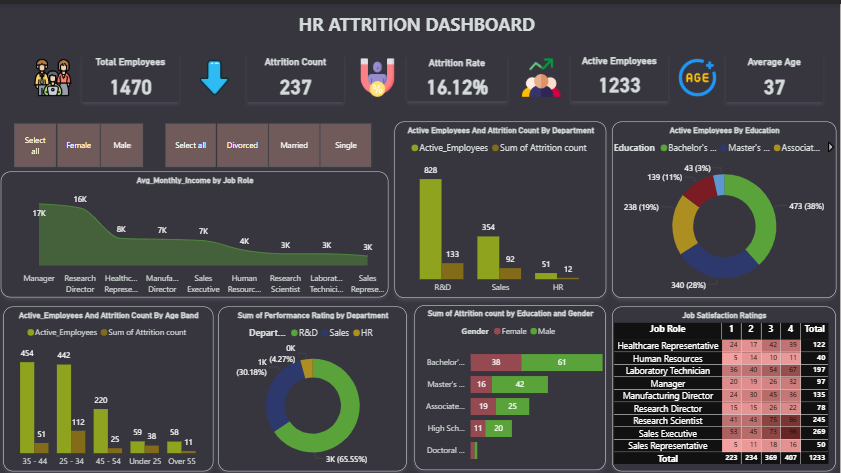 HR ATTRITION DASHBOARD
Total Employees
1470
Attrition Count
237
Attrition Rate
16.12%
Active Employees
1233
AGE
Average Age
37
Select all
Female
Male
Select all
Divorced
Married
Single
Avg_Monthly_Income by Job Role
17K
16K
8K
7K
7K
4K
3K
3K
3K
Manager
Research Director
Healthc... Represe...
Manufa... Director
Sales Executive
Human Resourc...
Research Scientist
Laborat... Technici...
Sales Represe...
Active Employees And Attrition Count By Department
Active_Employees Sum of Attrition count
828
133
354
92
51
12
R&D
Sales
HR
Active Employees By Education
Education Bachelor's ... Master's ... Associat...
43 (3%)
139 (11%)
238 (19%)
473 (38%)
340 (28%)
Active_Employees And Attrition Count By Age Band
Active_Employees Sum of Attrition count
454
51
442
112
220
25
59
38
58
11
35 - 44
25 - 34
45 - 54
Under 25
Over 55
Sum of Performance Rating by Department
Depart... R&D Sales HR
0K
(4.27%)
1K
(30.18%)
3K (65.55%)
Sum of Attrition count by Education and Gender
Gender Female Male
Bachelor'... 38 61
Master's ... 16 42
Associate... 19 25
High Sch... 11 20
Doctoral ...
Job Satisfaction Ratings
Job Role 1 2 3 4 Total
Healthcare Representative 24 17 42 39 122
Human Resources 5 14 10 11 40
Laboratory Technician 36 40 54 67 197
Manager 20 19 26 32 97
Manufacturing Director 24 30 45 36 135
Research Director 15 15 26 22 78
Research Scientist 41 43 75 86 245
Sales Executive 53 45 73 98 269
Sales Representative 5 11 18 16 50
Total 223 234 369 407 1233